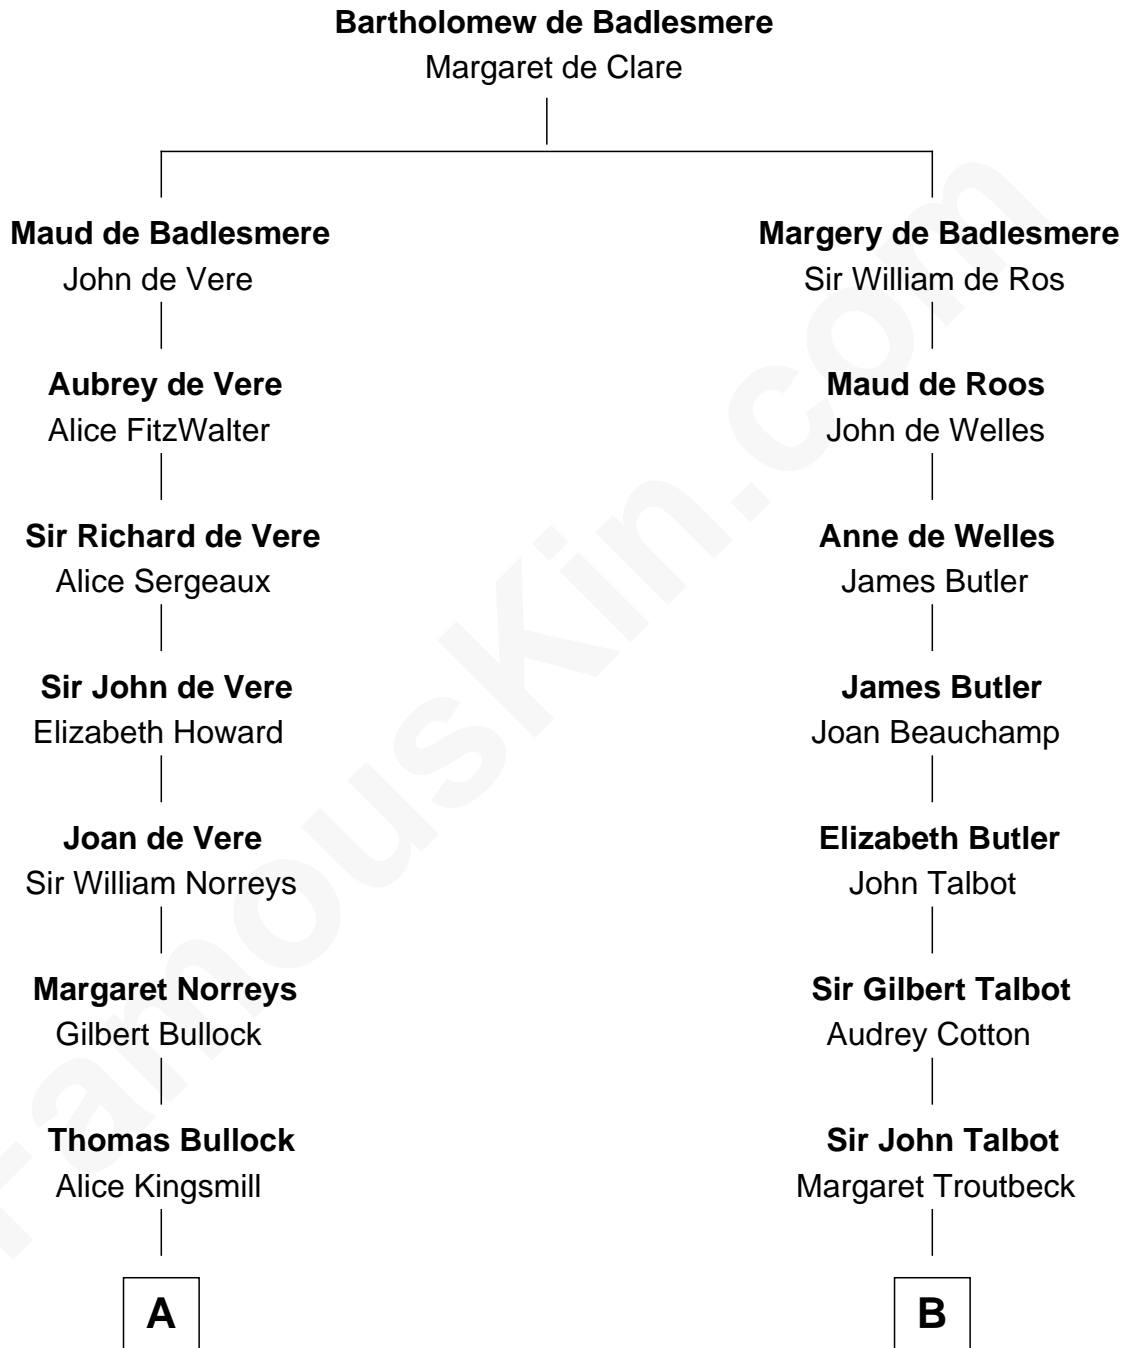 Bartholomew de Badlesmere
Margaret de Clare
Maud de Badlesmere
John de Vere
Margery de Badlesmere
Sir William de Ros
Aubrey de Vere
Alice FitzWalter
Maud de Roos
John de Welles
Sir Richard de Vere
Alice Sergeaux
Anne de Welles
James Butler
Sir John de Vere
Elizabeth Howard
James Butler
Joan Beauchamp
Joan de Vere
Sir William Norreys
Elizabeth Butler
John Talbot
Margaret Norreys
Gilbert Bullock
Sir Gilbert Talbot
Audrey Cotton
Thomas Bullock
Alice Kingsmill
Sir John Talbot
Margaret Troutbeck
A
B
FamousKin.com